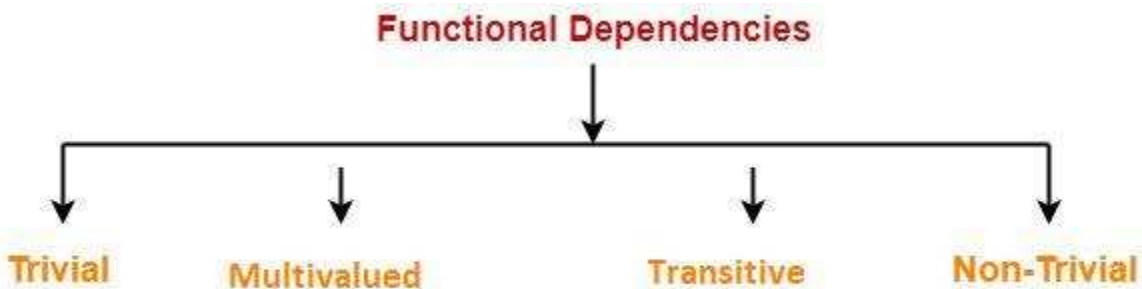 Functional Dependencies
Trivial
Multivalued
Transitive
Non-Trivial